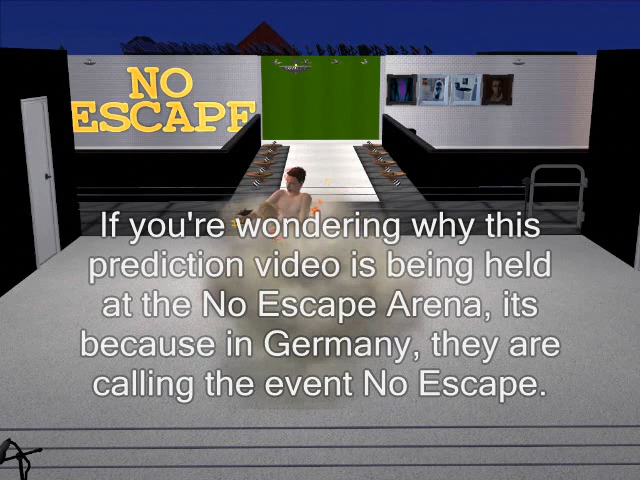 NO
ESCAPE
If you're wondering why this
prediction video is being held
at the No Escape Arena, its
because in Germany, they are
calling the event No Escape.